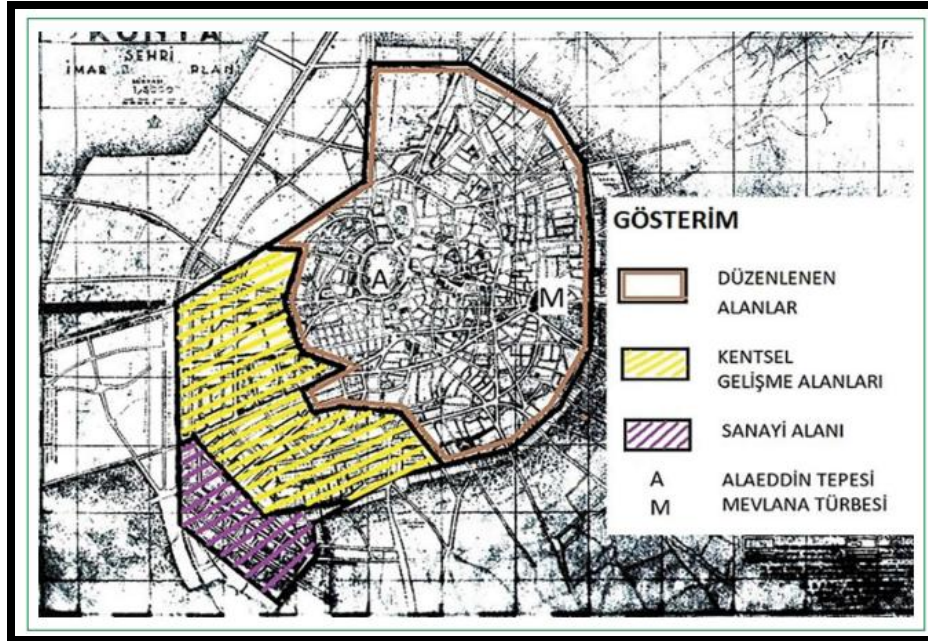 KONYA
ŞEHRİ
İMAR PLANI
A
M
GÖSTERİM
DÜZENLENEN
ALANLAR
KENTSEL
GELİŞME ALANLARI
SANAYİ ALANI
A ALAEDDİN TEPESİ
M MEVLANA TÜRBESİ